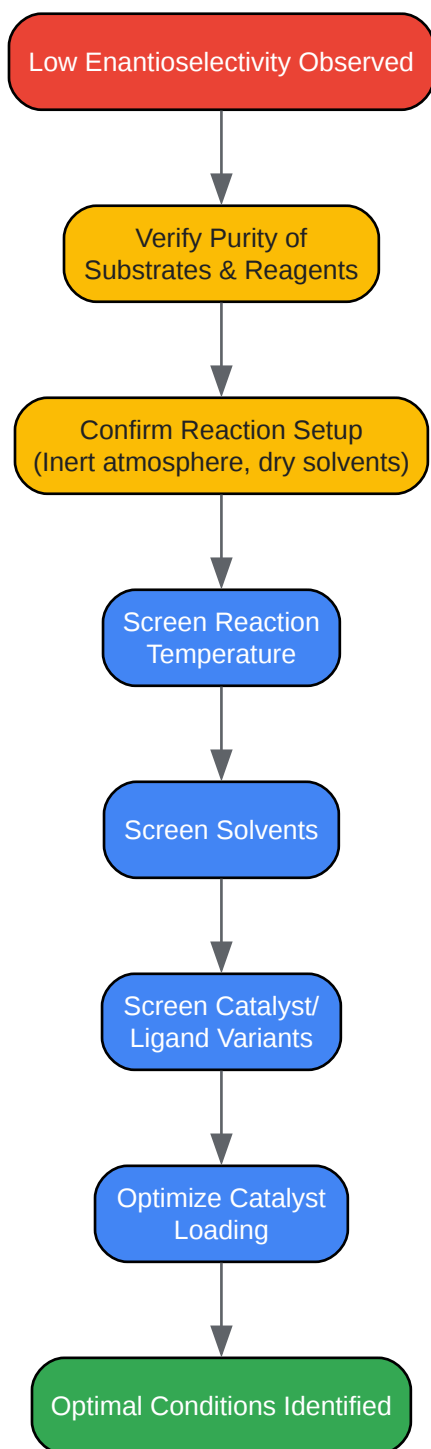 Low Enantioselectivity Observed
Verify Purity of
Substrates & Reagents
Confirm Reaction Setup
(Inert atmosphere, dry solvents)
Screen Reaction
Temperature
Screen Solvents
Screen Catalyst/
Ligand Variants
Optimize Catalyst
Loading
Optimal Conditions Identified